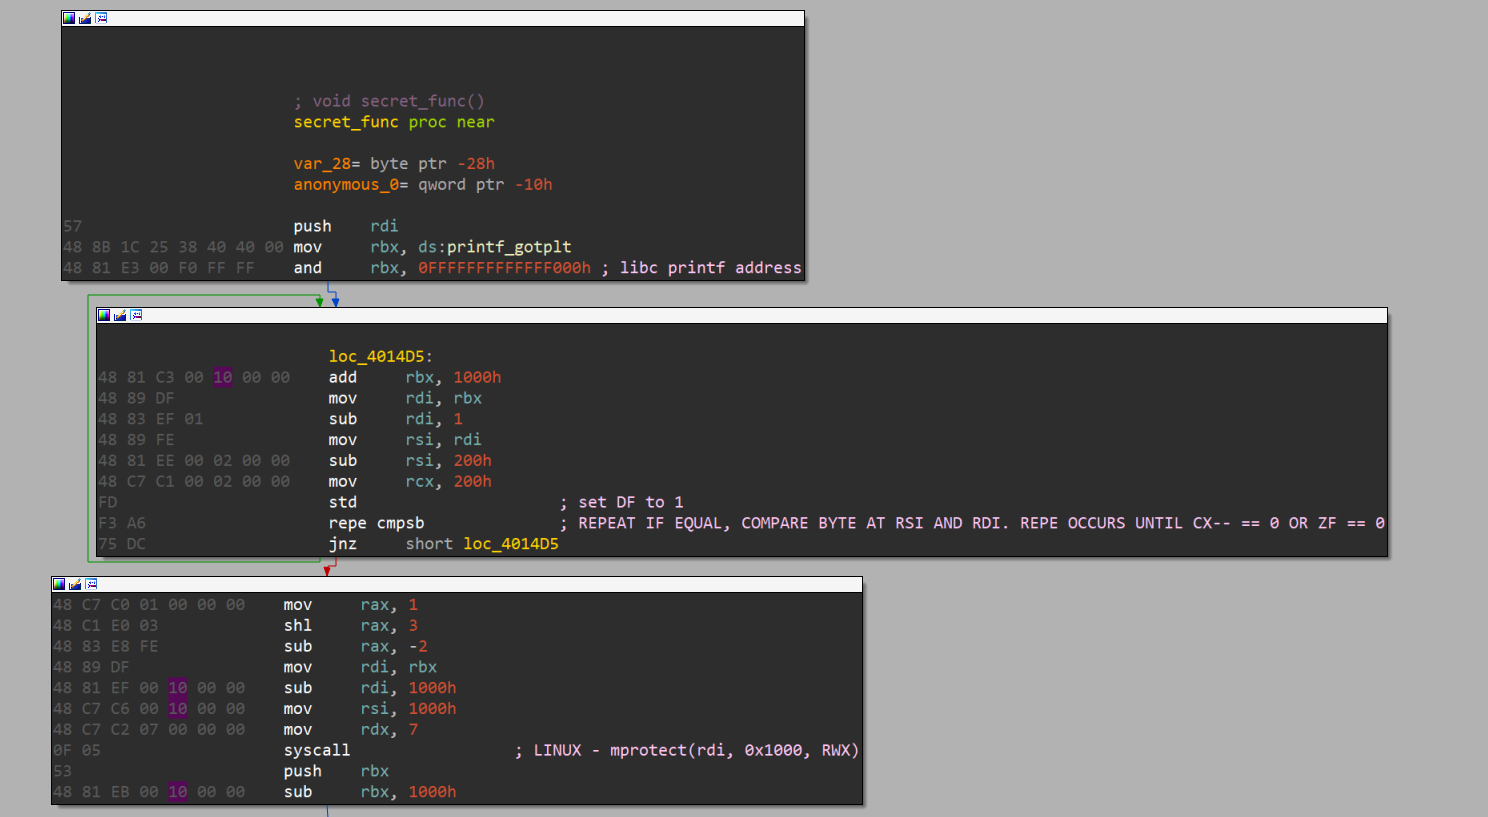 ; void secret_func()
secret_func proc near
var_28= byte ptr -28h
anonymous_0= qword ptr -10h
57 push rdi
48 8B 1C 25 38 40 40 00 mov rbx, ds:printf_gotplt
48 81 E3 00 F0 FF FF and rbx, 0FFFFFFFFFFFFF000h ; libc printf address
loc_4014D5:
48 81 C3 00 10 00 00 add rbx, 1000h
48 89 DF mov rdi, rbx
48 83 EF 01 sub rdi, 1
48 89 FE mov rsi, rdi
48 81 EE 00 02 00 00 sub rsi, 200h
48 C7 C1 00 02 00 00 mov rcx, 200h
FD std ; set DF to 1
F3 A6 repe cmpsb ; REPEAT IF EQUAL, COMPARE BYTE AT RSI AND RDI. REPE OCCURS UNTIL CX-- == 0 OR ZF == 0
75 DC jnz short loc_4014D5
48 C7 C0 01 00 00 00 mov rax, 1
48 C1 E0 03 shl rax, 3
48 83 E8 FE sub rax, -2
48 89 DF mov rdi, rbx
48 81 EF 00 10 00 00 sub rdi, 1000h
48 C7 C6 00 10 00 00 mov rsi, 1000h
48 C7 C2 07 00 00 00 mov rdx, 7
0F 05 syscall ; LINUX - mprotect(rdi, 0x1000, RWX)
53 push rbx
48 81 EB 00 10 00 00 sub rbx, 1000h